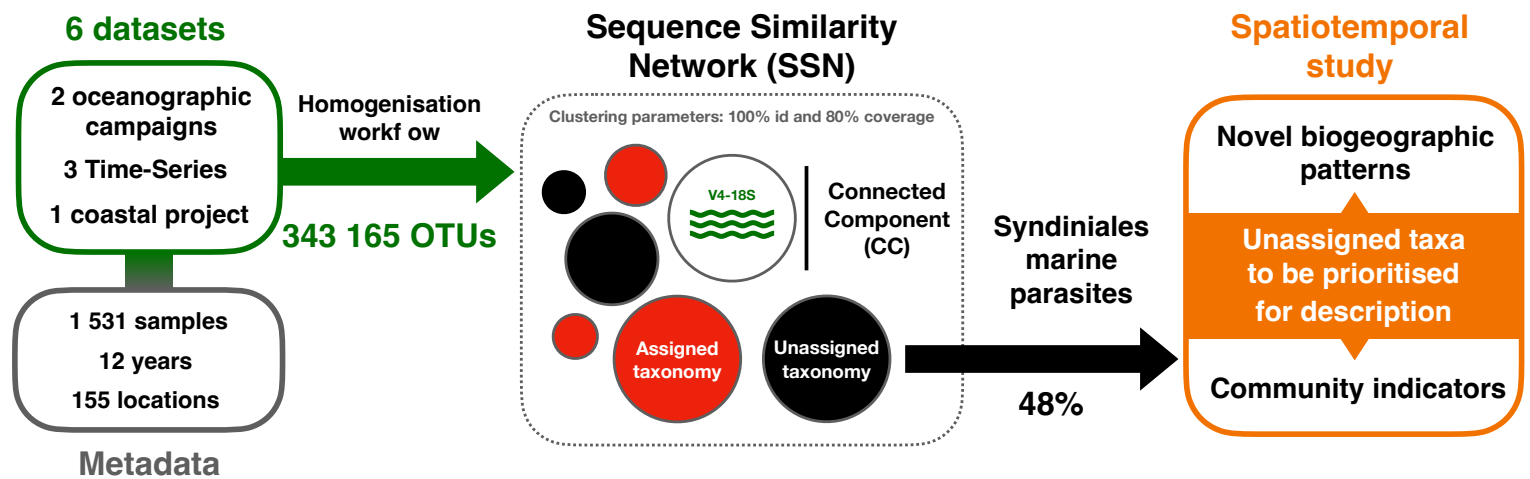 6 datasets
2 oceanographic
campaigns
3 Time-Series
1 coastal project
1 531 samples
12 years
155 locations
Metadata
Homogenisation
workf ow
343 165 OTUs
Sequence Similarity
Network (SSN)
Clustering parameters: 100% id and 80% coverage
V4-18S
Connected
Component
(CC)
Assigned
taxonomy
Unassigned
taxonomy
Syndiniales
marine
parasites
48%
Spatiotemporal
study
Novel biogeographic
patterns
Unassigned taxa
to be prioritised
for description
Community indicators